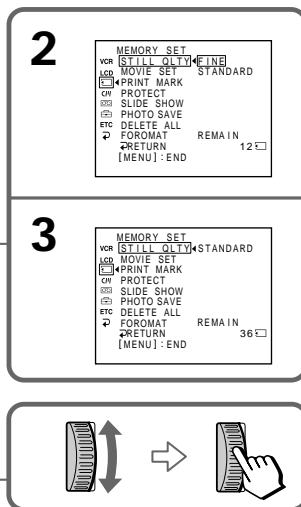 2
MEMORY SET
VCR STILL QLTY FINE
LCD MOVIE SET STANDARD
PRINT MARK
PROTECT
SLIDE SHOW
PHOTO SAVE
ETC DELETE ALL
FOROMAT REMAIN
RETURN 12
[MENU] : END
3
MEMORY SET
VCR STILL QLTY STANDARD
LCD MOVIE SET
PRINT MARK
PROTECT
SLIDE SHOW
PHOTO SAVE
ETC DELETE ALL
FOROMAT REMAIN
RETURN 36
[MENU] : END